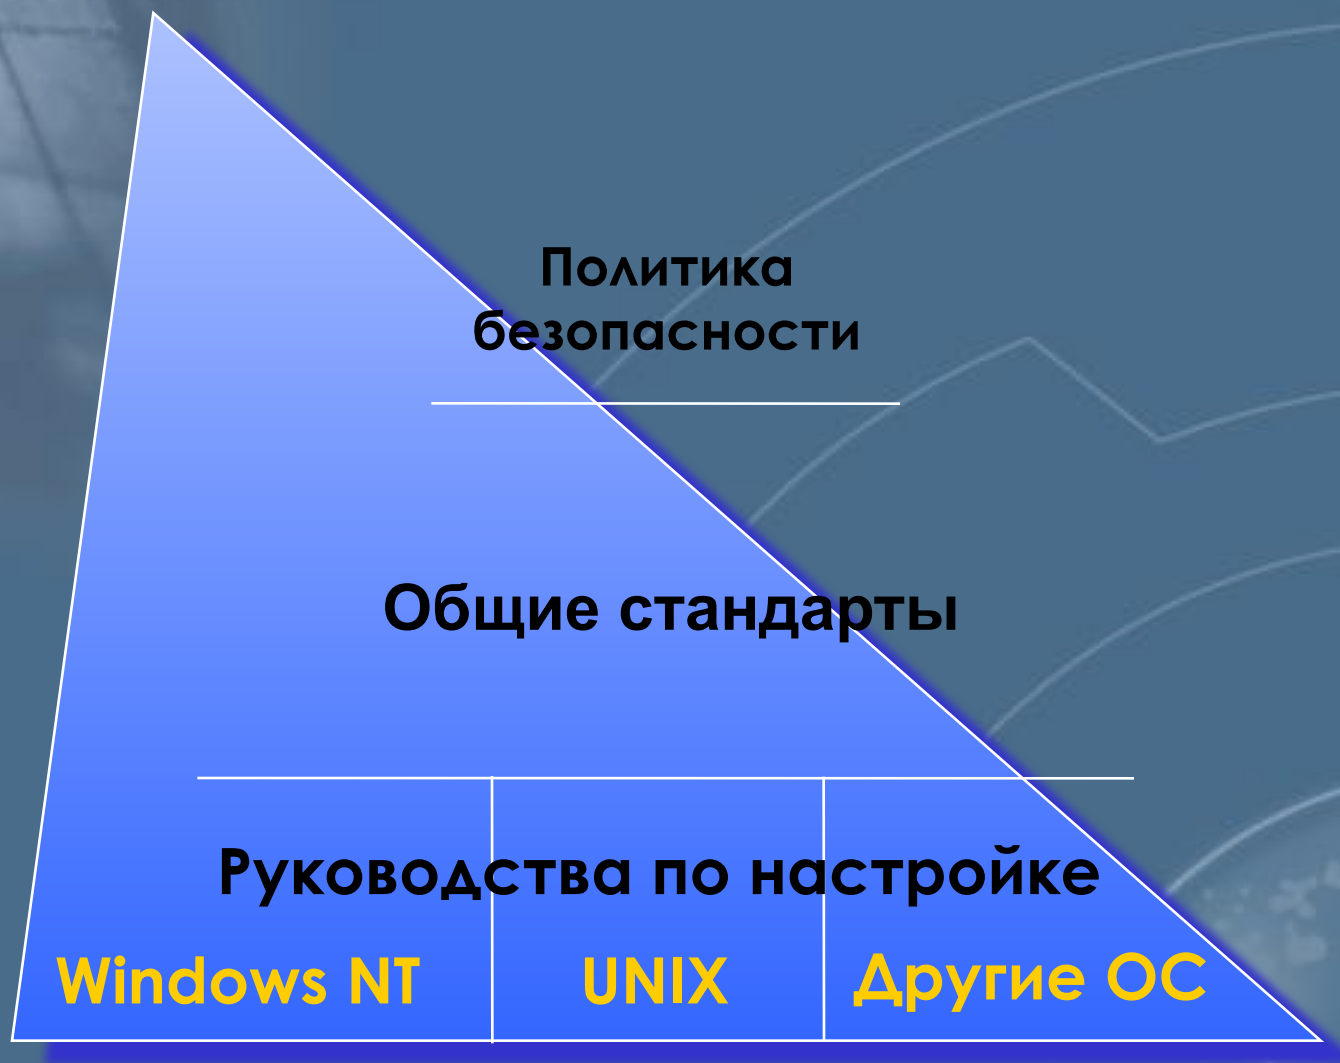 Политика
безопасности
Общие стандарты
Руководства по настройке
Windows NT
UNIX
Другие ОС